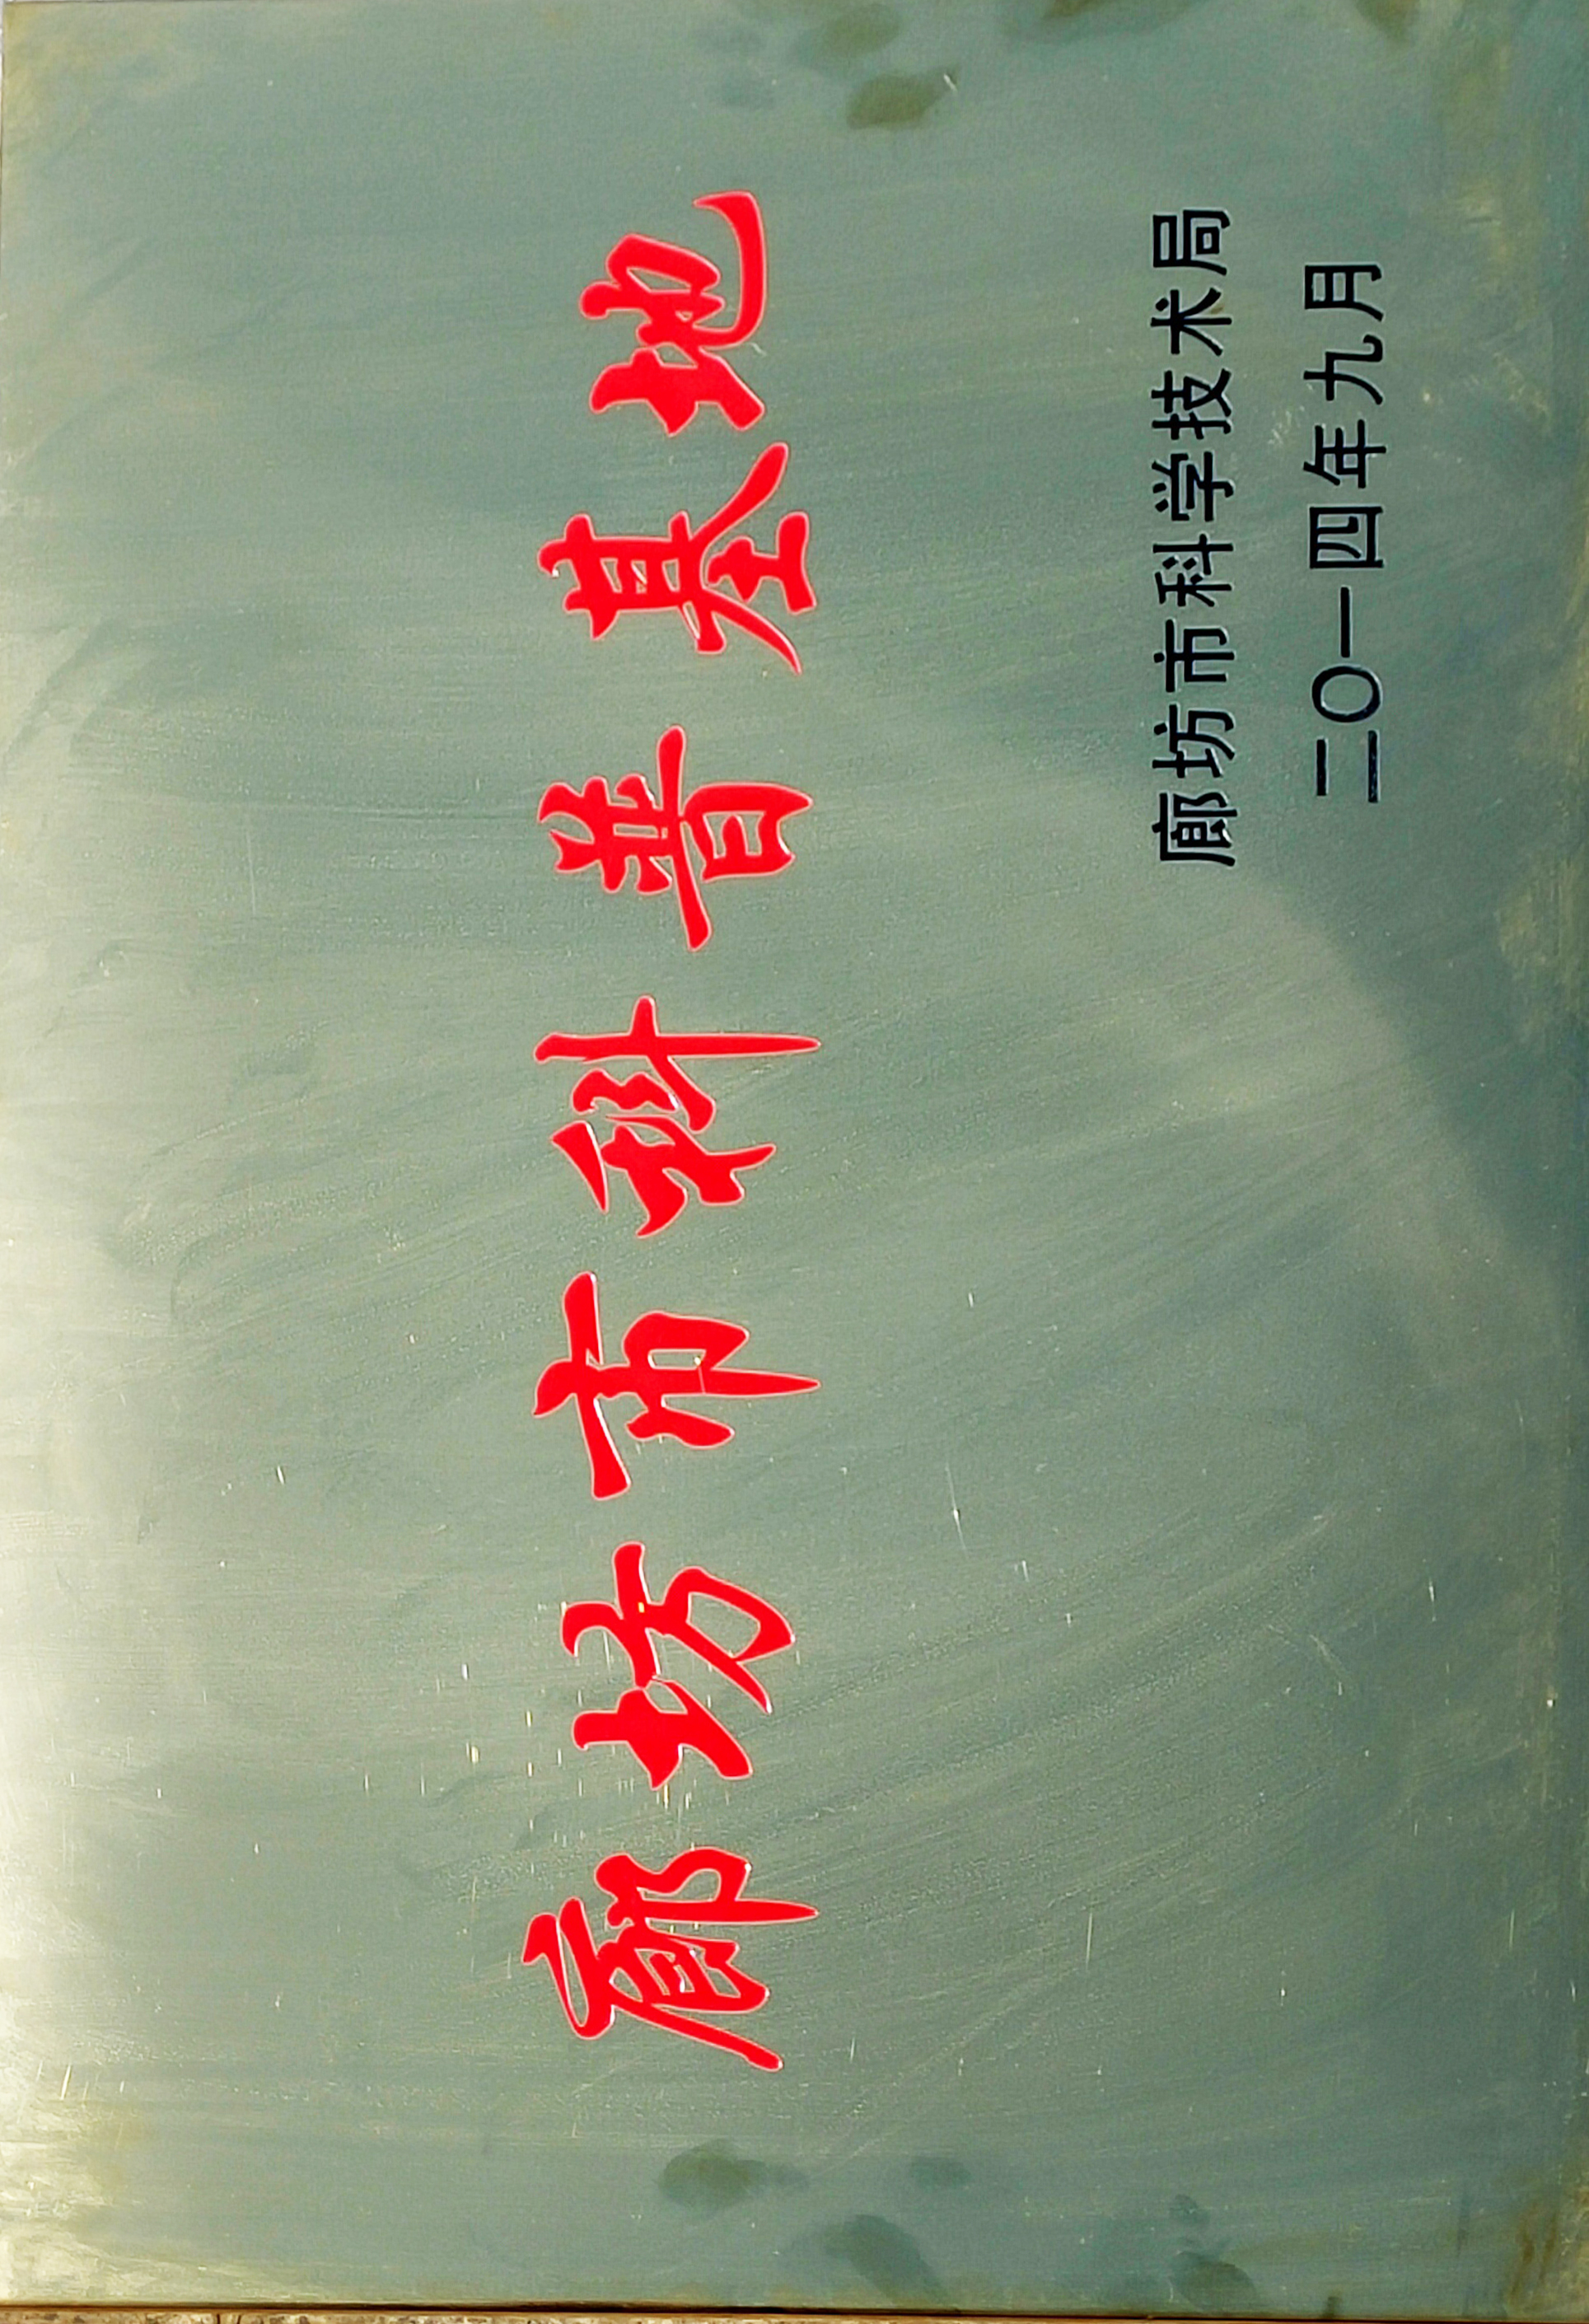 廊坊市科普基地
廊坊市科学技术局
二〇一四年九月